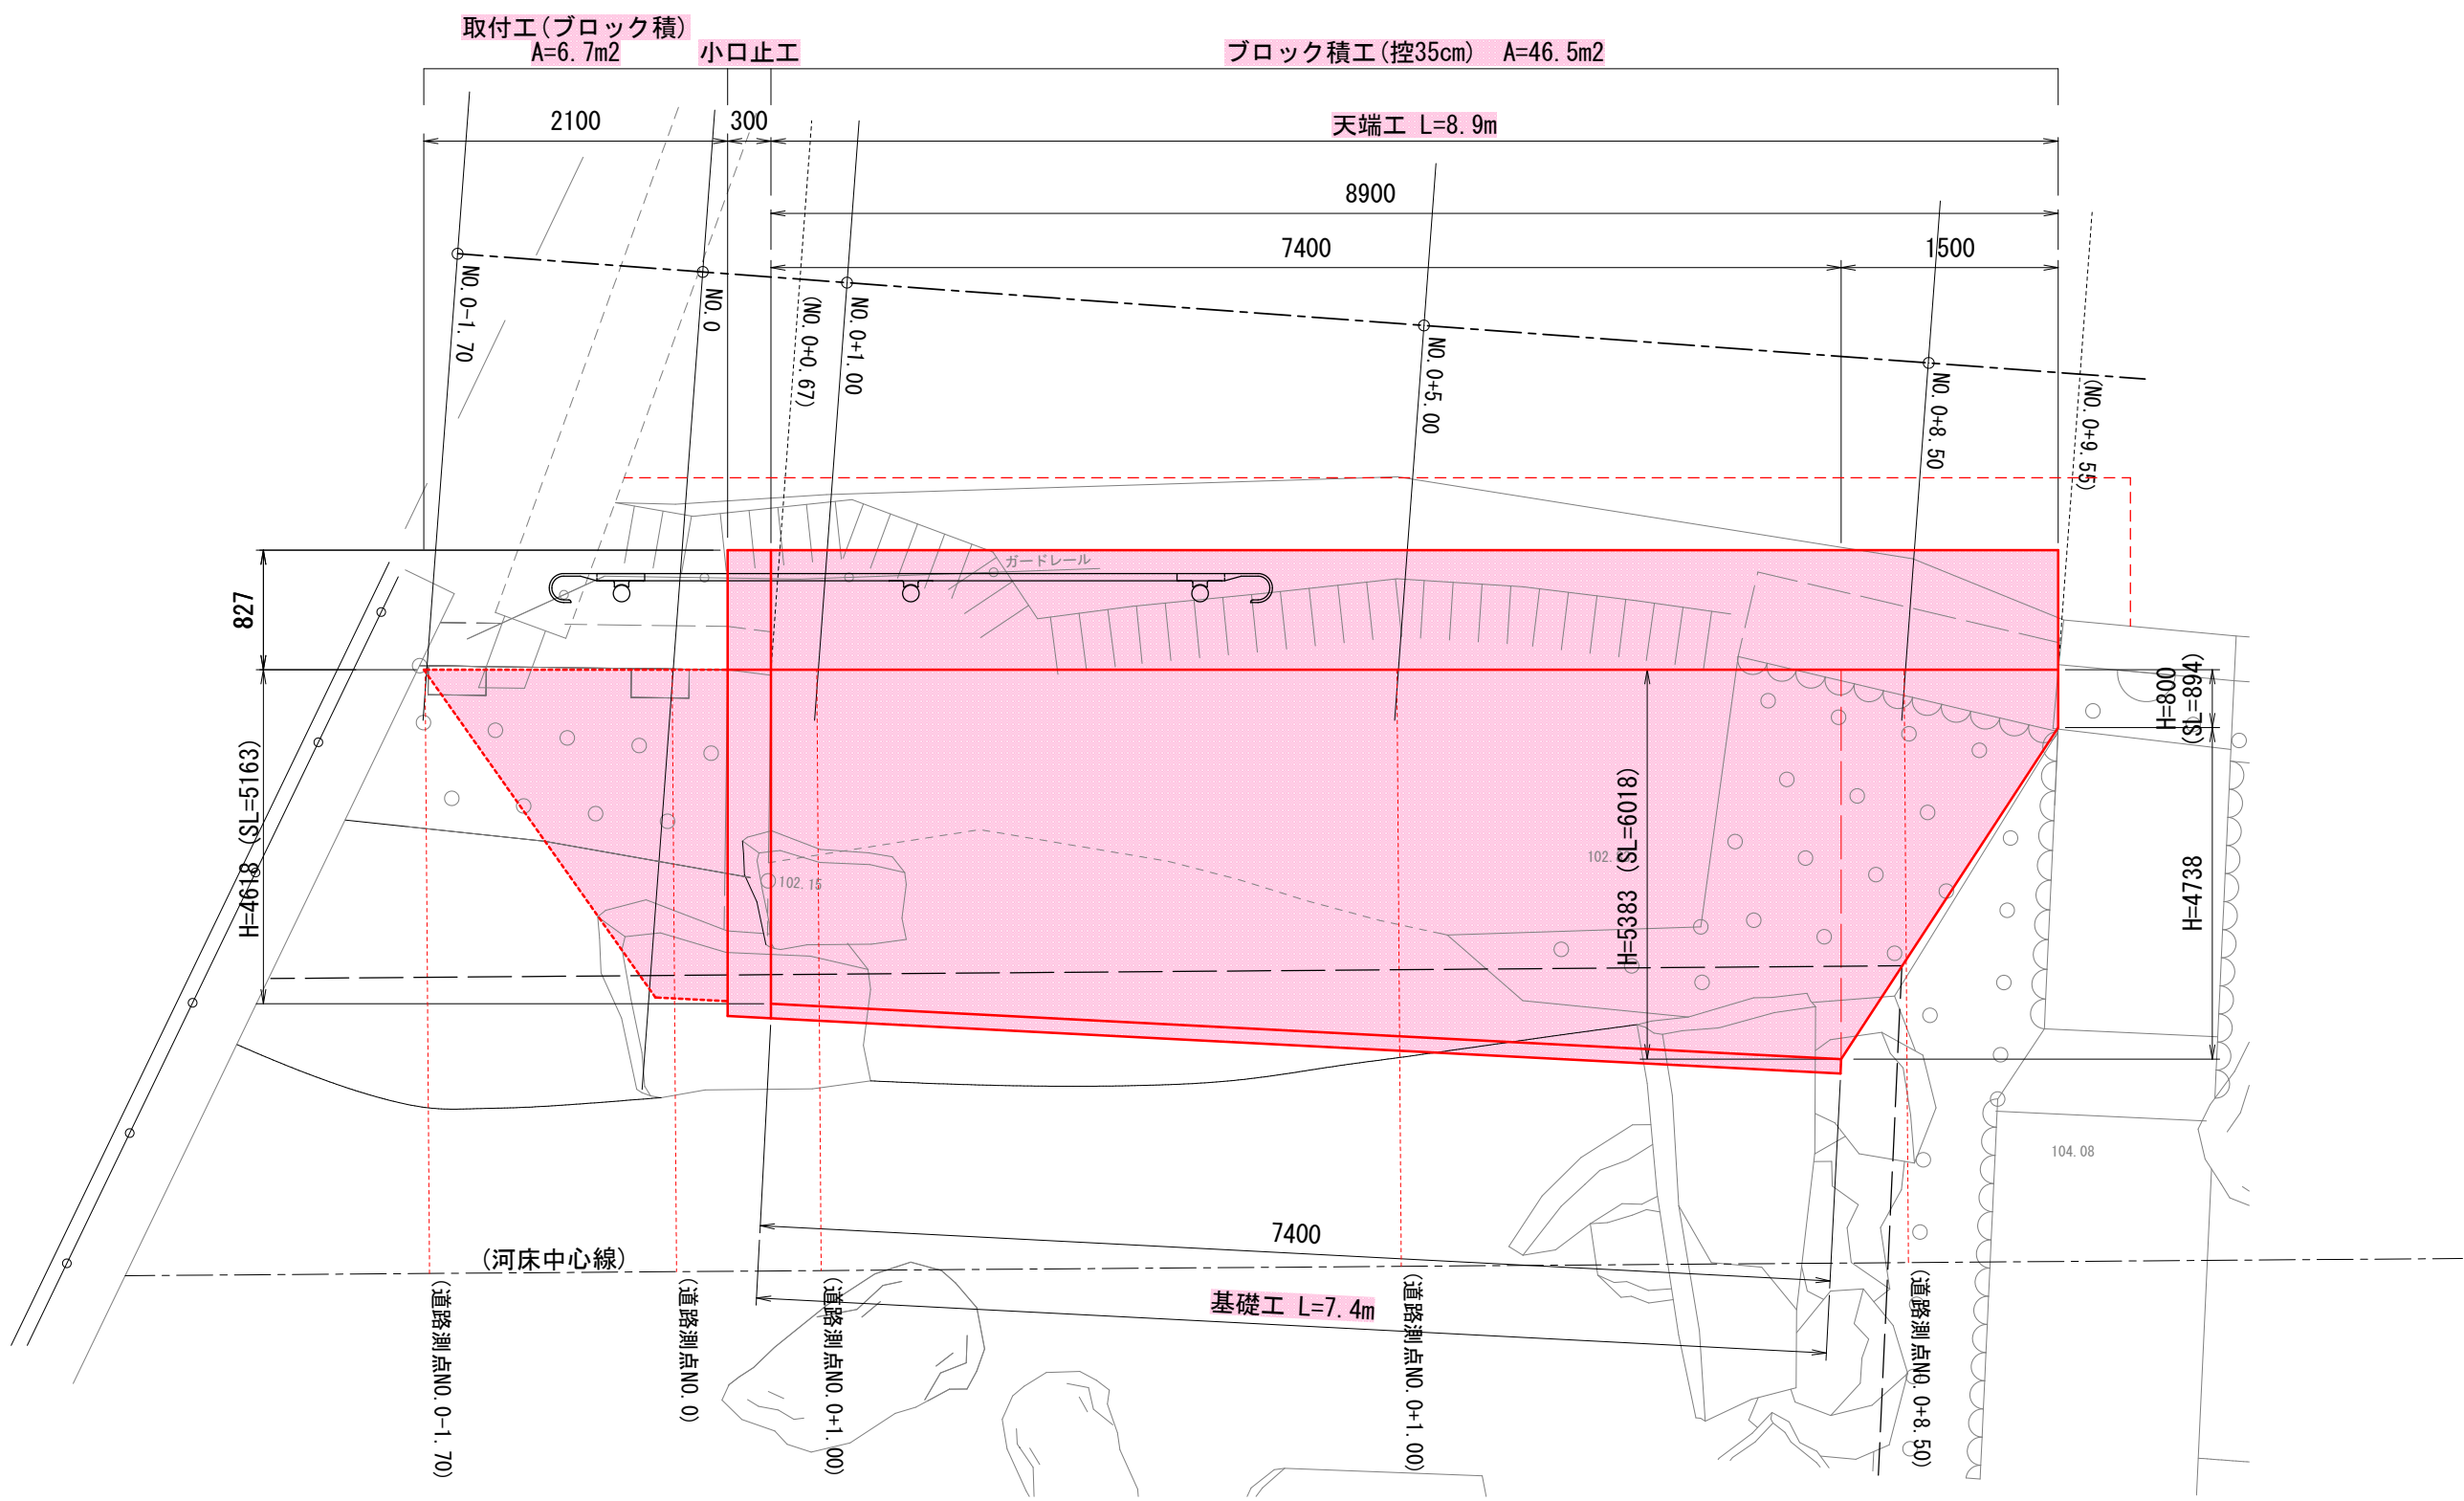 取付工(ブロック積)
A=6.7m2
小口止工
ブロック積工(控35cm) A=46.5m2
2100
300
天端工 L=8.9m
8900
7400
1500
NO.0-1.70
NO.0
(NO.0+0.67)
NO.0+1.00
NO.0+5.00
NO.0+8.50
(NO.0+9.55)
ガードレール
827
H=800
(SL=894)
H=4618 (SL=5163)
H=5383 (SL=6018)
H=4738
102.15
104.08
(河床中心線)
7400
基礎工 L=7.4m
(道路測点NO.0-1.70)
(道路測点NO.0)
(道路測点NO.0+1.00)
(道路測点NO.0+1.00)
(道路測点NO.0+8.50)